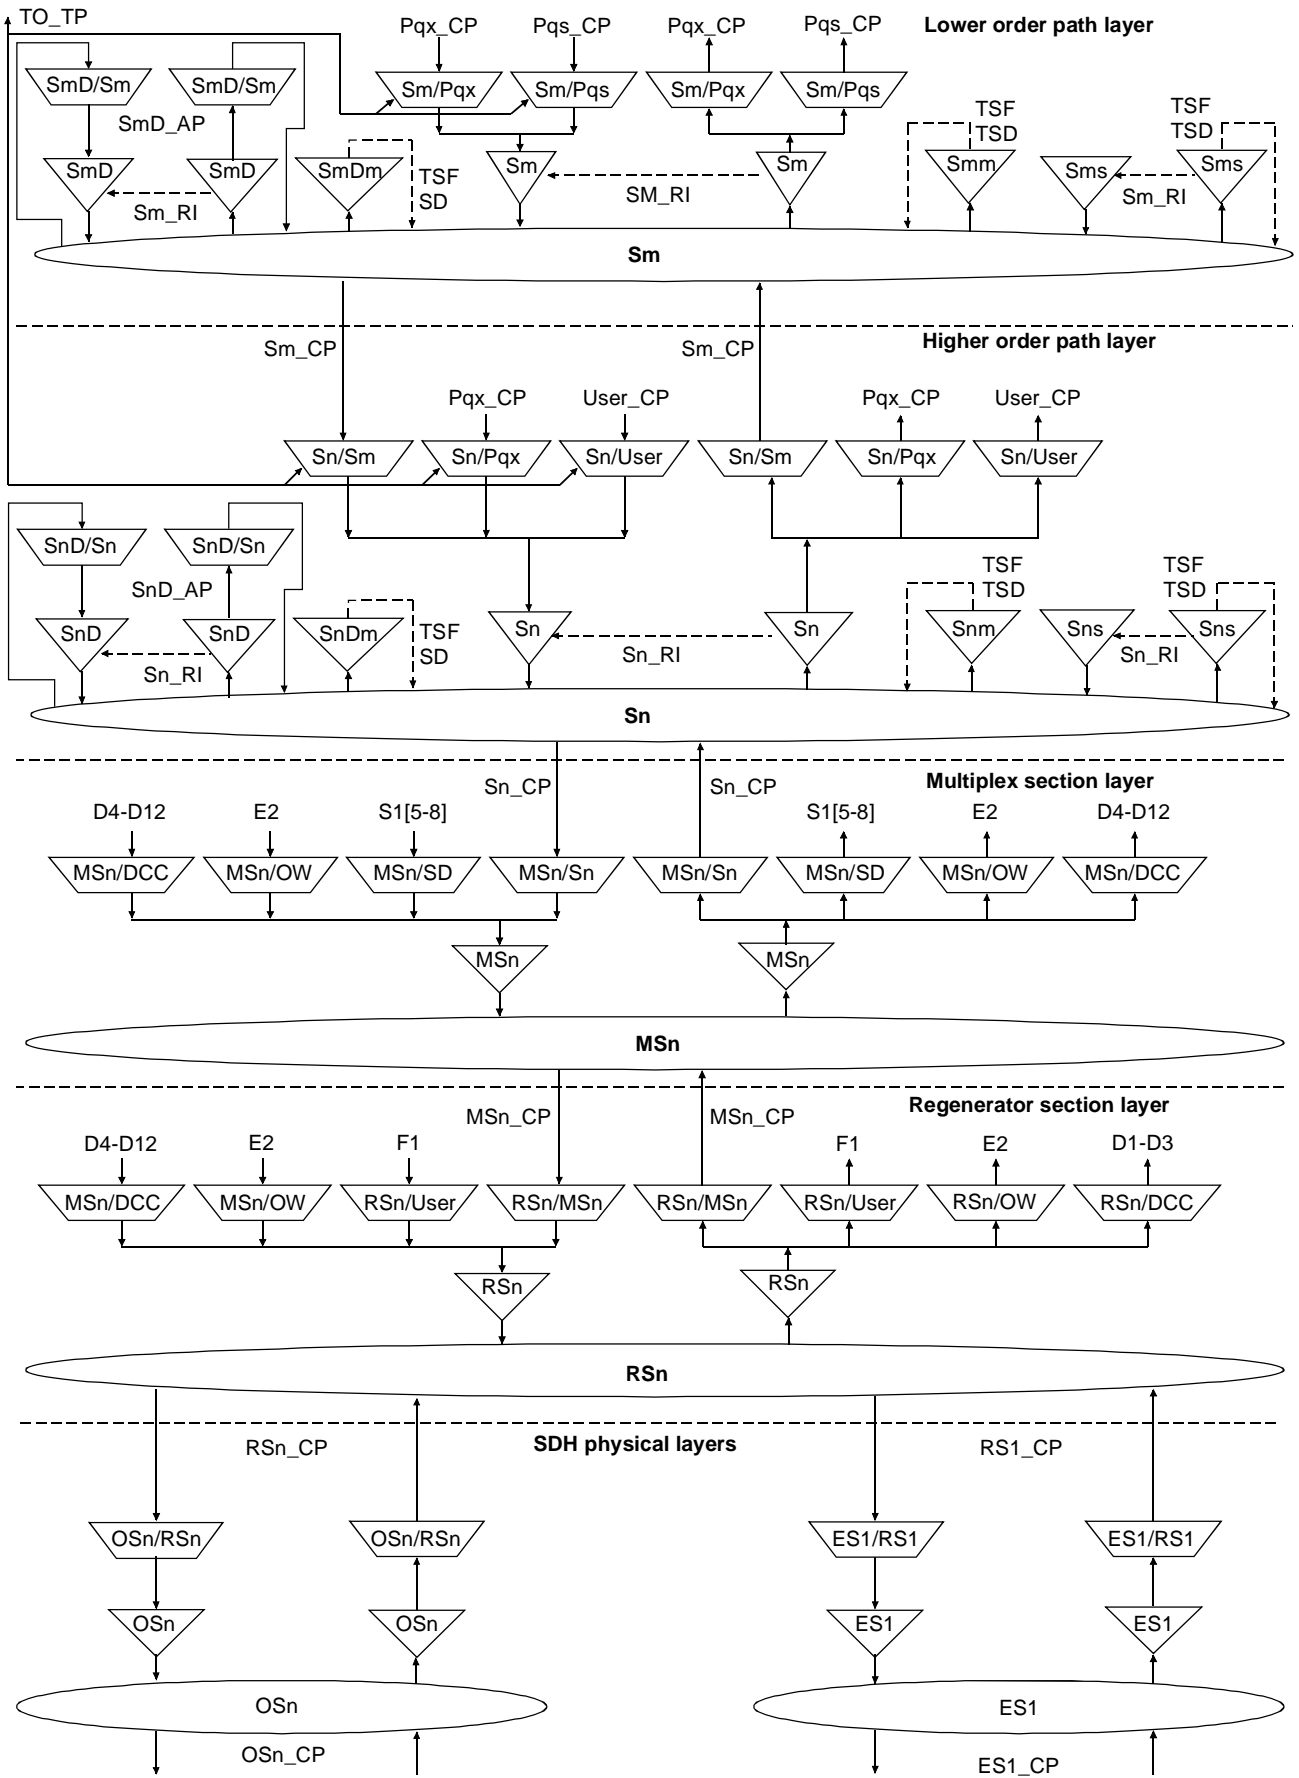 TO_TP
Pqx_CP Pqs_CP Pqx_CP Pqs_CP
Lower order path layer
SmD/Sm SmD/Sm Sm/Pqx Sm/Pqs Sm/Pqx Sm/Pqs
SmD_AP
TSF TSF
TSD TSD
SmD SmD SmDm Sm Sm Smm Sms Sms
TSF
SD
Sm_RI SM_RI Sm_RI
Sm
Sm_CP Sm_CP
Higher order path layer
Pqx_CP User_CP Pqx_CP User_CP
Sn/Sm Sn/Pqx Sn/User Sn/Sm Sn/Pqx Sn/User
SnD/Sn SnD/Sn
SnD_AP
TSF TSF
TSD TSD
SnD SnD SnDm Sn Sn Snm Sns Sns
TSF
SD
Sn_RI Sn_RI Sn_RI
Sn
Sn_CP Sn_CP
Multiplex section layer
D4-D12 E2 S1[5-8] S1[5-8] E2 D4-D12
MSn/DCC MSn/OW MSn/SD MSn/Sn MSn/Sn MSn/SD MSn/OW MSn/DCC
MSn MSn
MSn
MSn_CP MSn_CP
Regenerator section layer
D4-D12 E2 F1 F1 E2 D1-D3
MSn/DCC MSn/OW RSn/User RSn/MSn RSn/MSn RSn/User RSn/OW RSn/DCC
RSn RSn
RSn
RSn_CP SDH physical layers RS1_CP
OSn/RSn OSn/RSn ES1/RS1 ES1/RS1
OSn OSn ES1 ES1
OSn ES1
OSn_CP ES1_CP